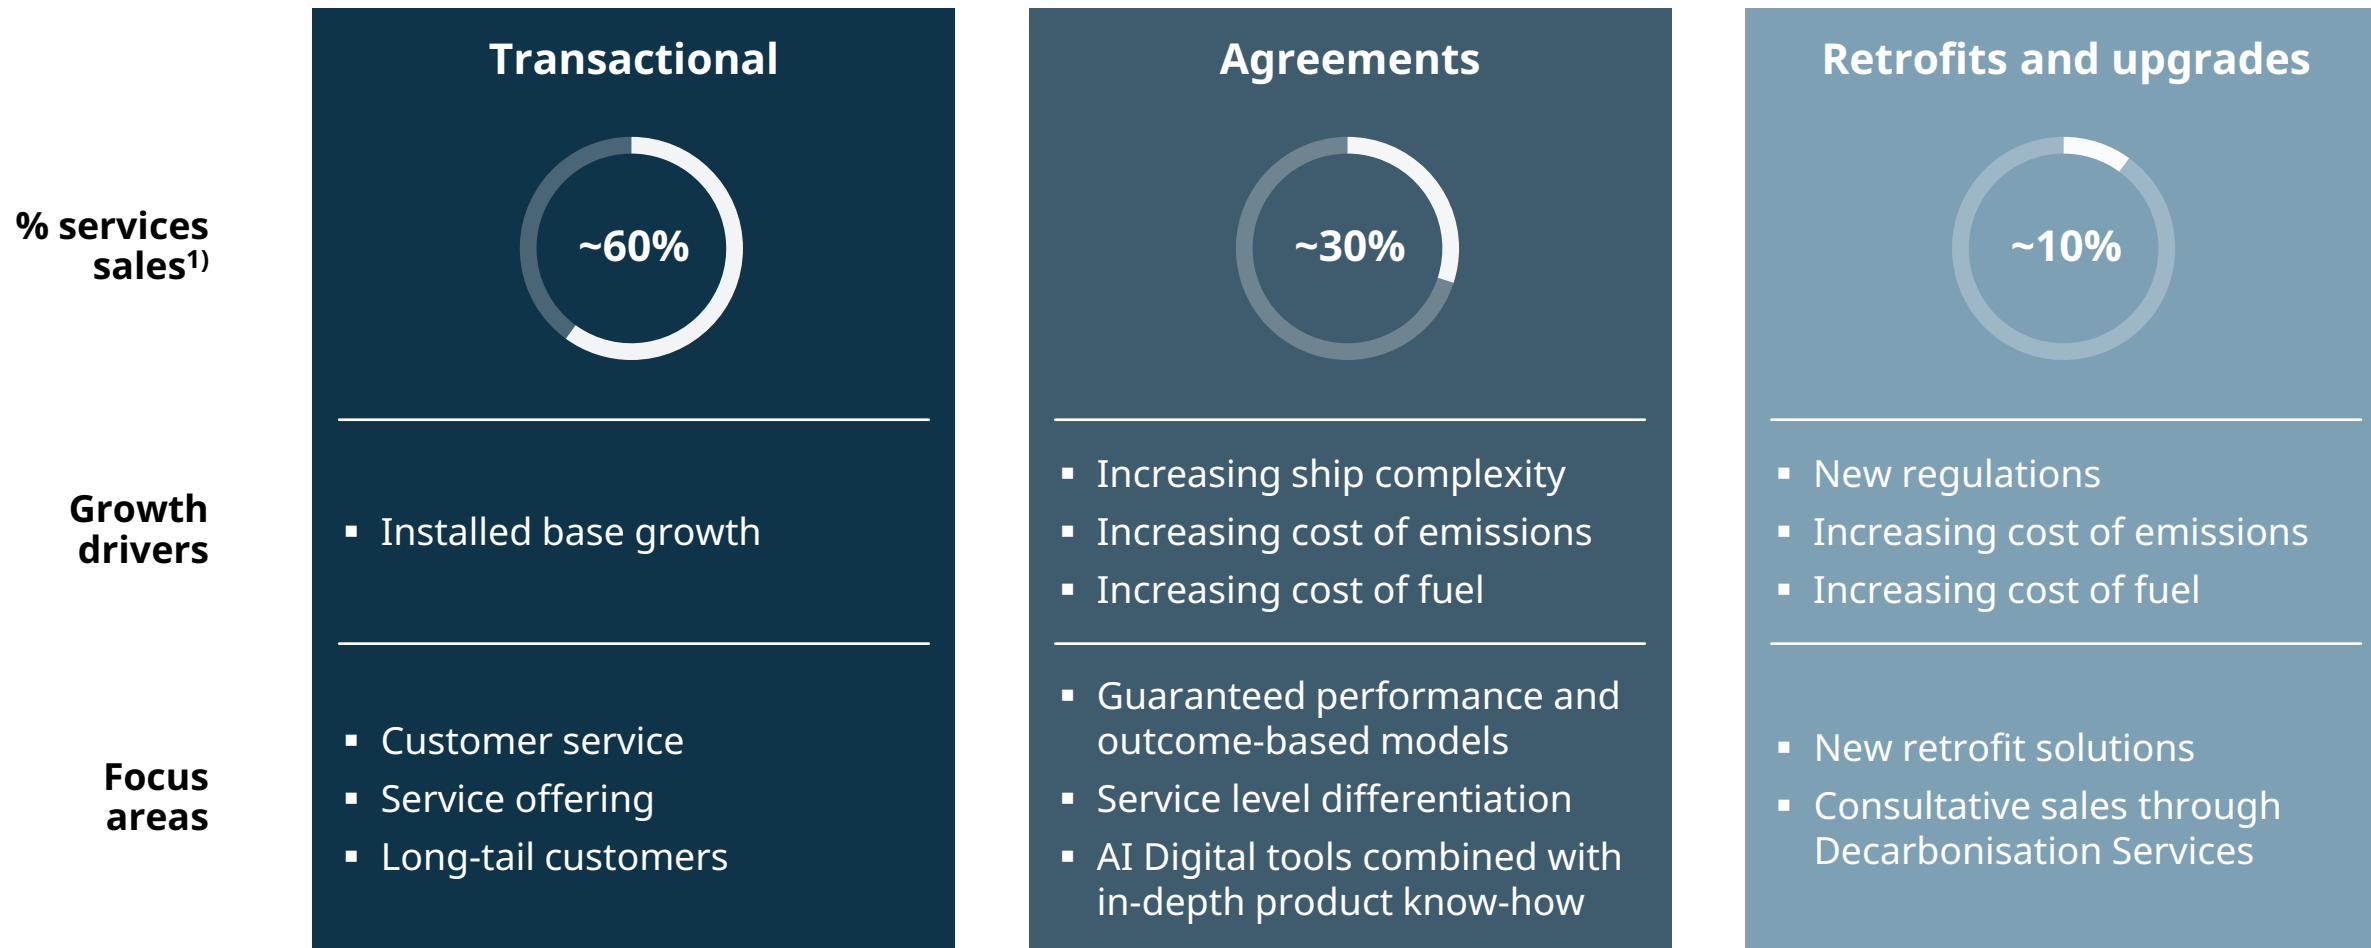 Transactional
Agreements
Retrofits and upgrades
% services
sales1)
~60%
~30%
~10%
Growth
drivers
▪ Installed base growth
▪ Increasing ship complexity
▪ Increasing cost of emissions
▪ Increasing cost of fuel
▪ New regulations
▪ Increasing cost of emissions
▪ Increasing cost of fuel
Focus
areas
▪ Customer service
▪ Service offering
▪ Long-tail customers
▪ Guaranteed performance and
outcome-based models
▪ Service level differentiation
▪ AI Digital tools combined with
in-depth product know-how
▪ New retrofit solutions
▪ Consultative sales through
Decarbonisation Services